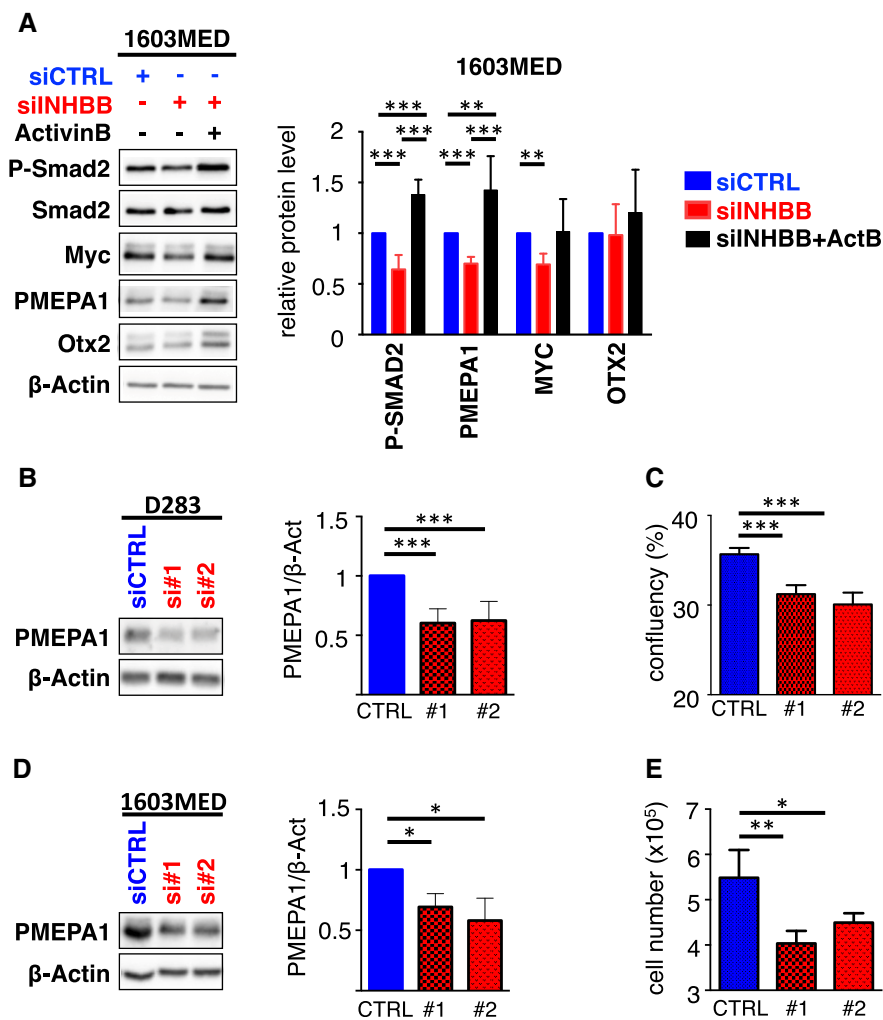 A
1603MED
siCTRL + - -
siINHBB - + +
ActivinB - - +
P-Smad2
Smad2
Myc
PMEPA1
Otx2
β-Actin
1603MED
relative protein level
2
1.5
1
0.5
0
*** ** 
*** *** *** *** **
P-SMAD2
PMEPA1
MYC
OTX2
siCTRL
siINHBB
siINHBB+ActB
B
D283
siCTRL
si#1
si#2
PMEPA1
β-Actin
PMEPA1/β-Act
1.5
1
0.5
***
***
CTRL #1 #2
C
confluency (%)
40
30
20
***
***
CTRL #1 #2
D
1603MED
siCTRL
si#1
si#2
PMEPA1
β-Actin
PMEPA1/β-Act
1.5
1
0.5
*
*
CTRL #1 #2
E
cell number (x10⁵)
7
6
5
4
3
*
**
CTRL #1 #2